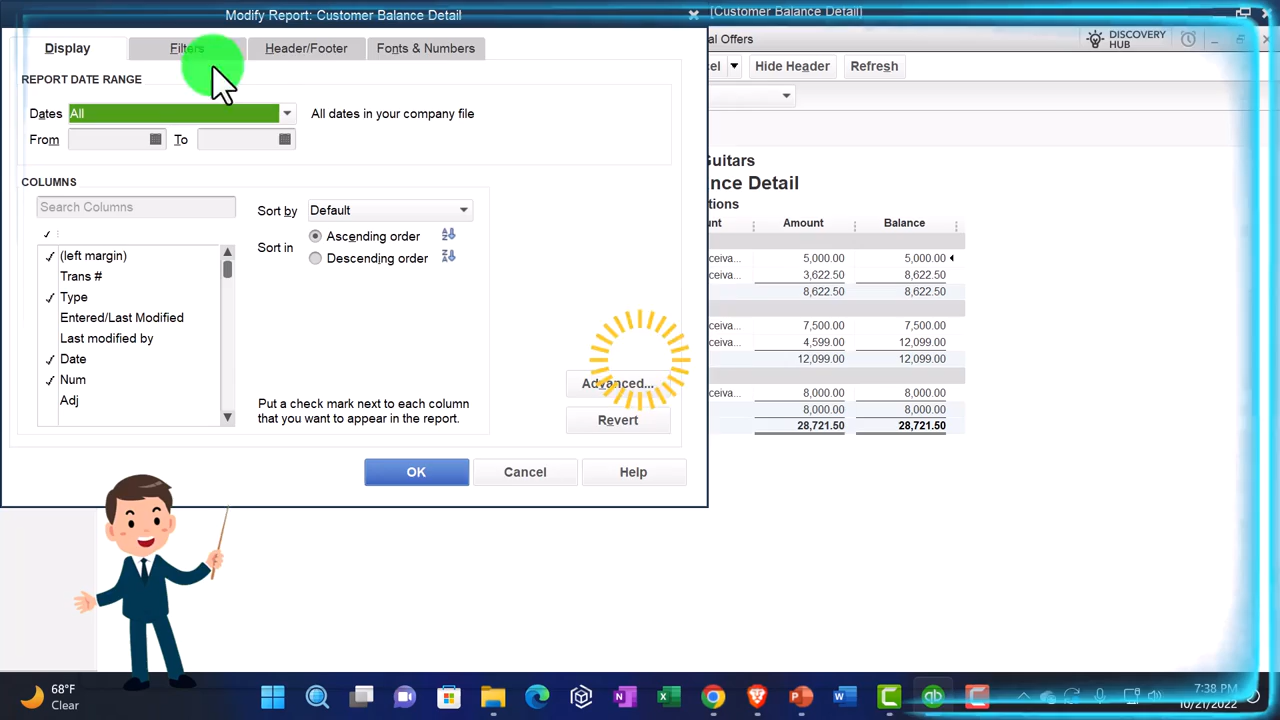 Modify Report: Customer Balance Detail
[Customer Balance Detail]
Display
Filters
Header/Footer
Fonts & Numbers
al Offers
DISCOVERY
HUB
Hide Header
Refresh
REPORT DATE RANGE
Dates All
All dates in your company file
From
To
COLUMNS
Search Columns
Sort by
Default
Sort in
Ascending order
Descending order
(left margin)
Trans #
Type
Entered/Last Modified
Last modified by
Date
Num
Adj
Put a check mark next to each column
that you want to appear in the report.
Advanced...
Revert
OK
Cancel
Help
Guitars
nce Detail
tions
unt Amount Balance
ceiva... 5,000.00 5,000.00
ceiva... 3,622.50 8,622.50
8,622.50 8,622.50
ceiva... 7,500.00 7,500.00
ceiva... 4,599.00 12,099.00
12,099.00 12,099.00
ceiva... 8,000.00 8,000.00
8,000.00 8,000.00
28,721.50 28,721.50
68°F
Clear
7:38 PM
10/21/2022